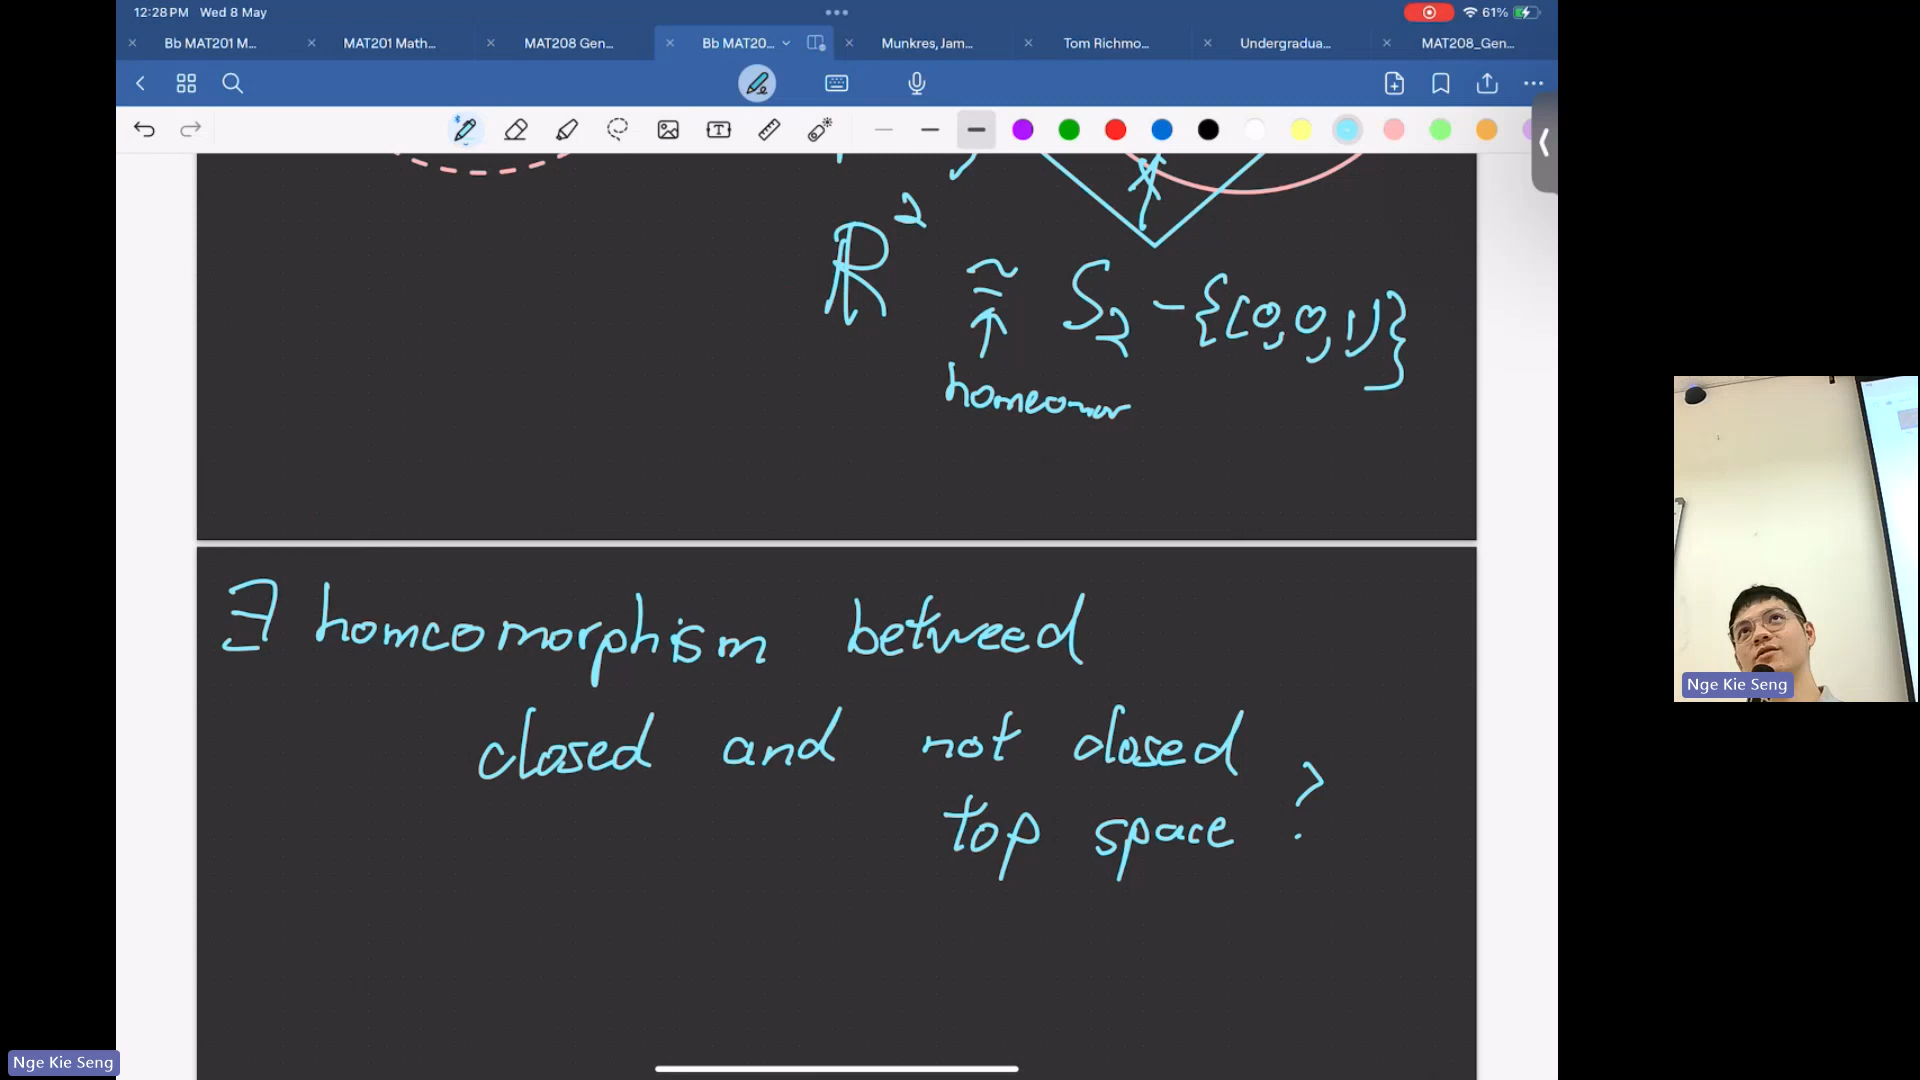 12:28 PM Wed 8 May
61%
Bb MAT201 M...
MAT201 Math...
MAT208 Gen...
Bb MAT20...
Munkres, Jam...
Tom Richmo...
Undergradua...
MAT208_Gen...
ℝ² ≅ S₂ - {(0,0,1)}
↑
homeomor
∃ homeomorphism betweed
closed and not closed
top space ?
Nge Kie Seng
Nge Kie Seng